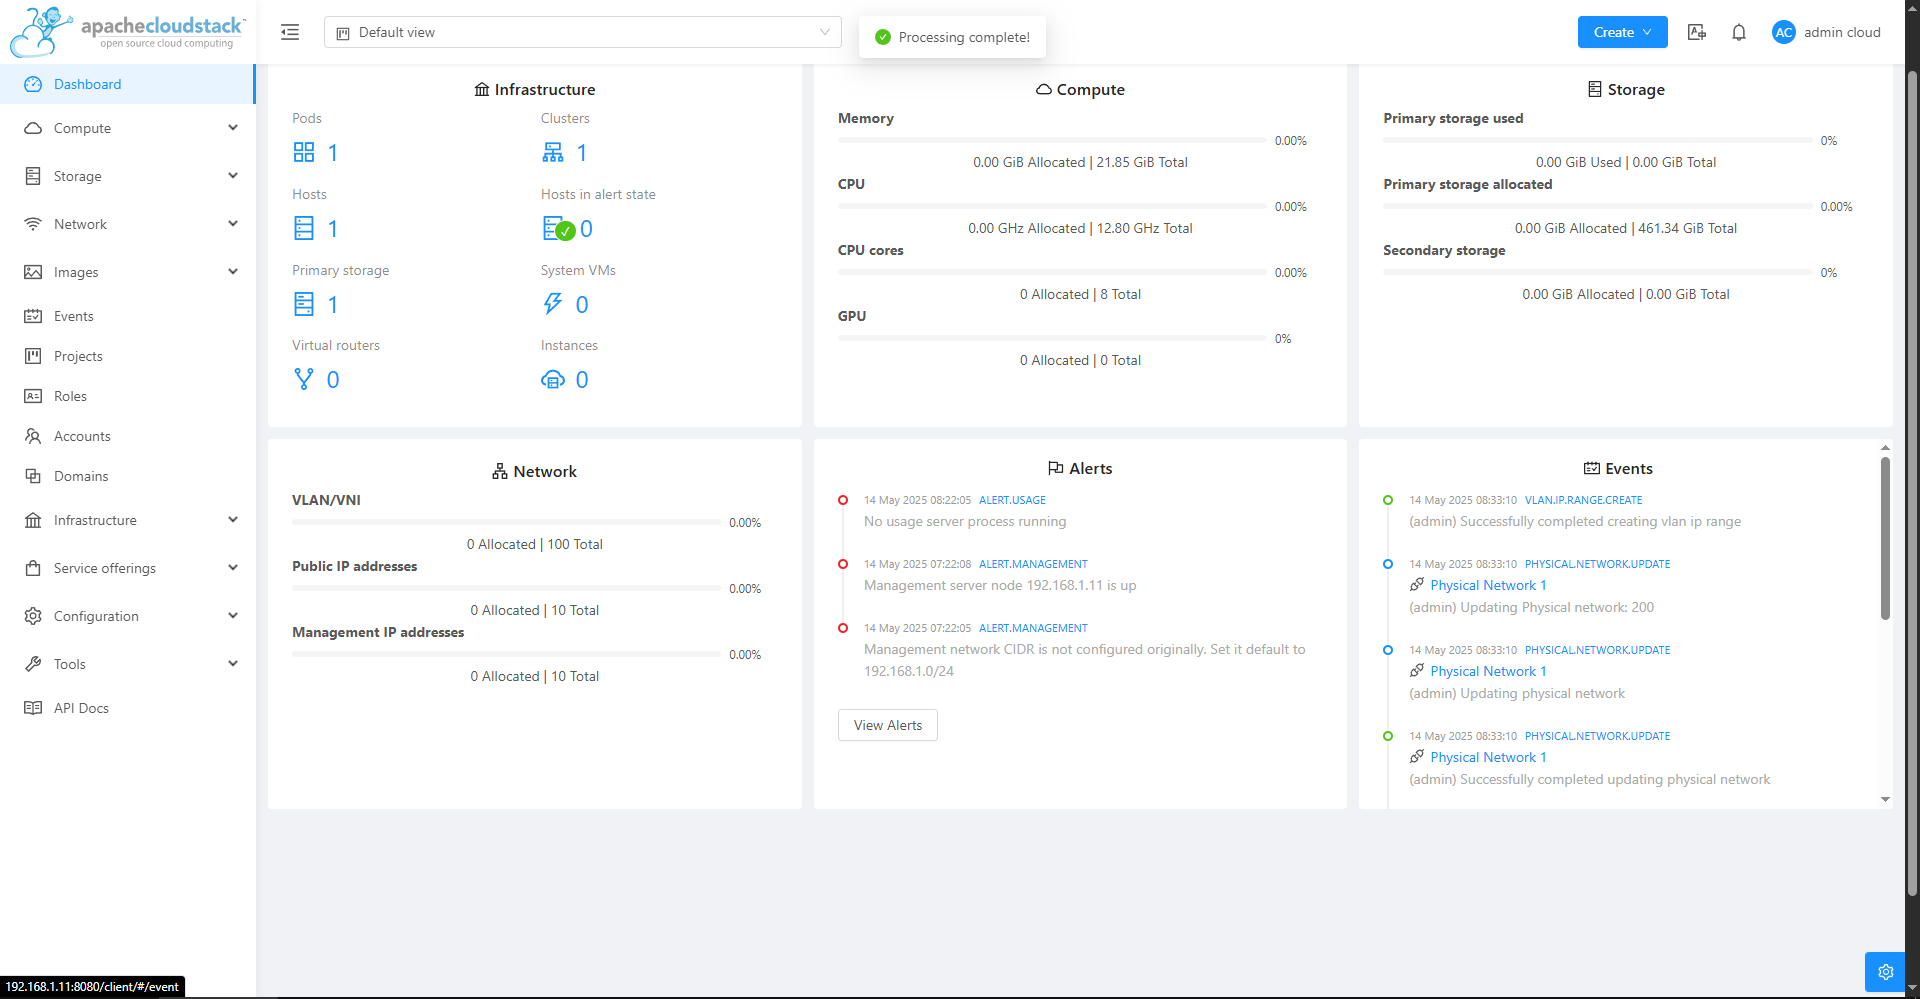 apachecloudstack™
open source cloud computing
Default view
Processing complete!
Create
AC
admin cloud
Dashboard
Compute
Storage
Network
Images
Events
Projects
Roles
Accounts
Domains
Infrastructure
Service offerings
Configuration
Tools
API Docs
Infrastructure
Pods
1
Clusters
1
Hosts
1
Hosts in alert state
0
Primary storage
1
System VMs
0
Virtual routers
0
Instances
0
Compute
Memory
0.00%
0.00 GiB Allocated | 21.85 GiB Total
CPU
0.00%
0.00 GHz Allocated | 12.80 GHz Total
CPU cores
0.00%
0 Allocated | 8 Total
GPU
0%
0 Allocated | 0 Total
Storage
Primary storage used
0%
0.00 GiB Used | 0.00 GiB Total
Primary storage allocated
0.00%
0.00 GiB Allocated | 461.34 GiB Total
Secondary storage
0%
0.00 GiB Allocated | 0.00 GiB Total
Network
VLAN/VNI
0.00%
0 Allocated | 100 Total
Public IP addresses
0.00%
0 Allocated | 10 Total
Management IP addresses
0.00%
0 Allocated | 10 Total
Alerts
14 May 2025 08:22:05 ALERT.USAGE
No usage server process running
14 May 2025 07:22:08 ALERT.MANAGEMENT
Management server node 192.168.1.11 is up
14 May 2025 07:22:05 ALERT.MANAGEMENT
Management network CIDR is not configured originally. Set it default to
192.168.1.0/24
View Alerts
Events
14 May 2025 08:33:10 VLAN.IP.RANGE.CREATE
(admin) Successfully completed creating vlan ip range
14 May 2025 08:33:10 PHYSICAL.NETWORK.UPDATE
Physical Network 1
(admin) Updating Physical network: 200
14 May 2025 08:33:10 PHYSICAL.NETWORK.UPDATE
Physical Network 1
(admin) Updating physical network
14 May 2025 08:33:10 PHYSICAL.NETWORK.UPDATE
Physical Network 1
(admin) Successfully completed updating physical network
192.168.1.11:8080/client/#/event